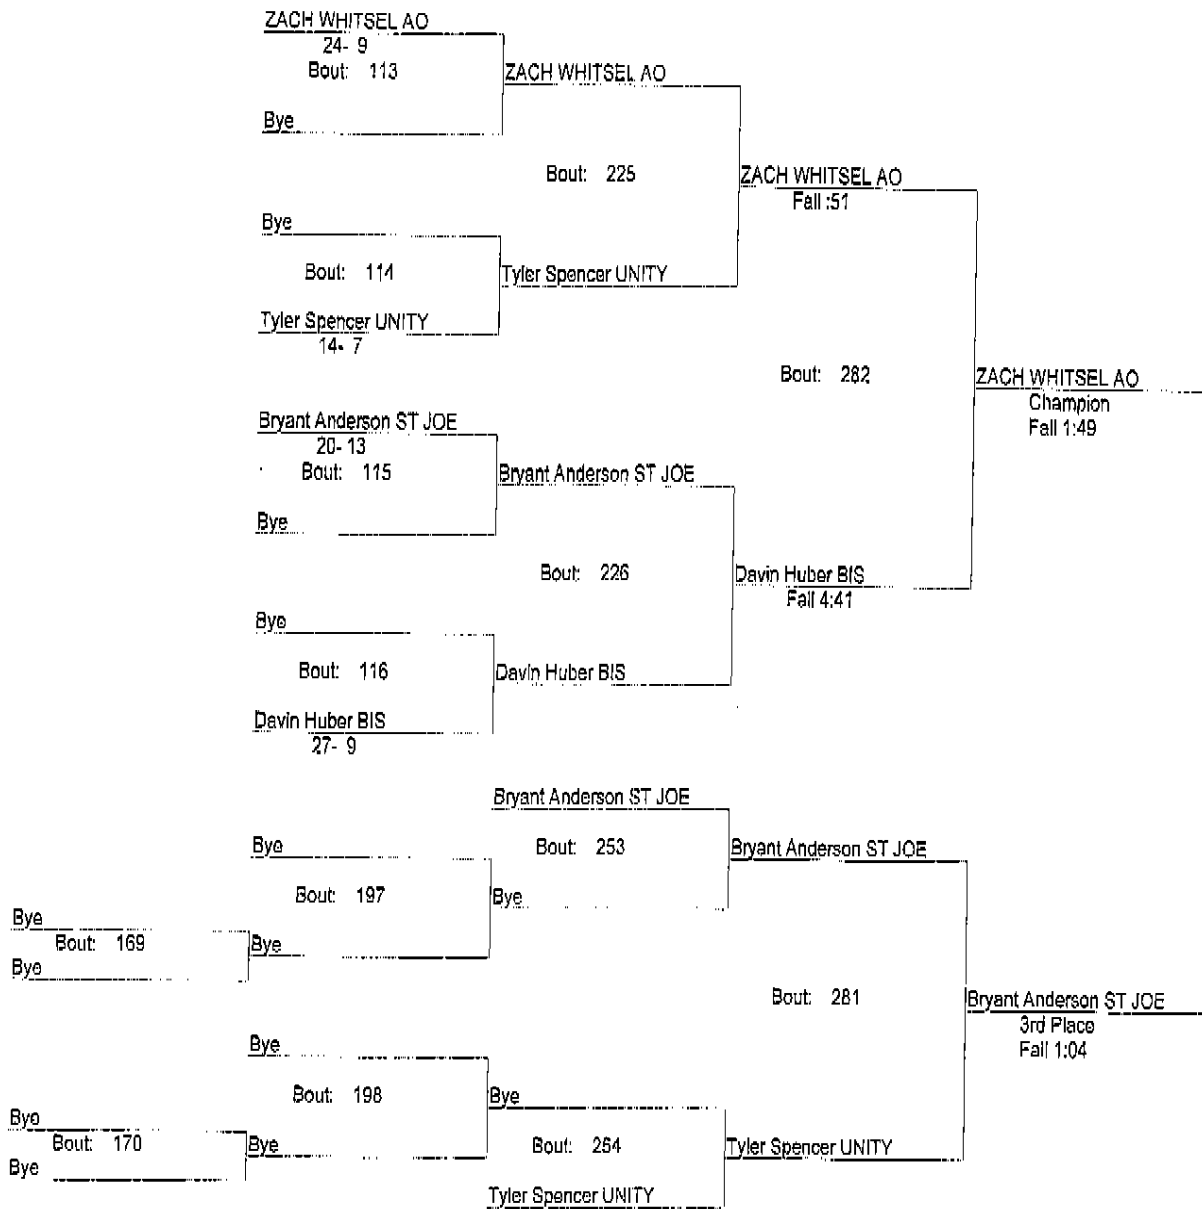 ZACH WHITSEL AO
24- 9
Bout: 113
ZACH WHITSEL AO
Bye
Bout: 225
ZACH WHITSEL AO
Fall :51
Bye
Bout: 114
Tyler Spencer UNITY
Tyler Spencer UNITY
14- 7
Bout: 282
ZACH WHITSEL AO
Champion
Fall 1:49
Bryant Anderson ST JOE
20- 13
Bout: 115
Bryant Anderson ST JOE
Bye
Bout: 226
Davin Huber BIS
Fall 4:41
Bye
Bout: 116
Davin Huber BIS
Davin Huber BIS
27- 9
Bryant Anderson ST JOE
Bye
Bout: 253
Bryant Anderson ST JOE
Bout: 197
Bye
Bye
Bout: 169
Bye
Bye
Bout: 281
Bryant Anderson ST JOE
3rd Place
Fall 1:04
Bye
Bout: 198
Bye
Bye
Bout: 170
Bye
Bout: 254
Tyler Spencer UNITY
Bye
Tyler Spencer UNITY